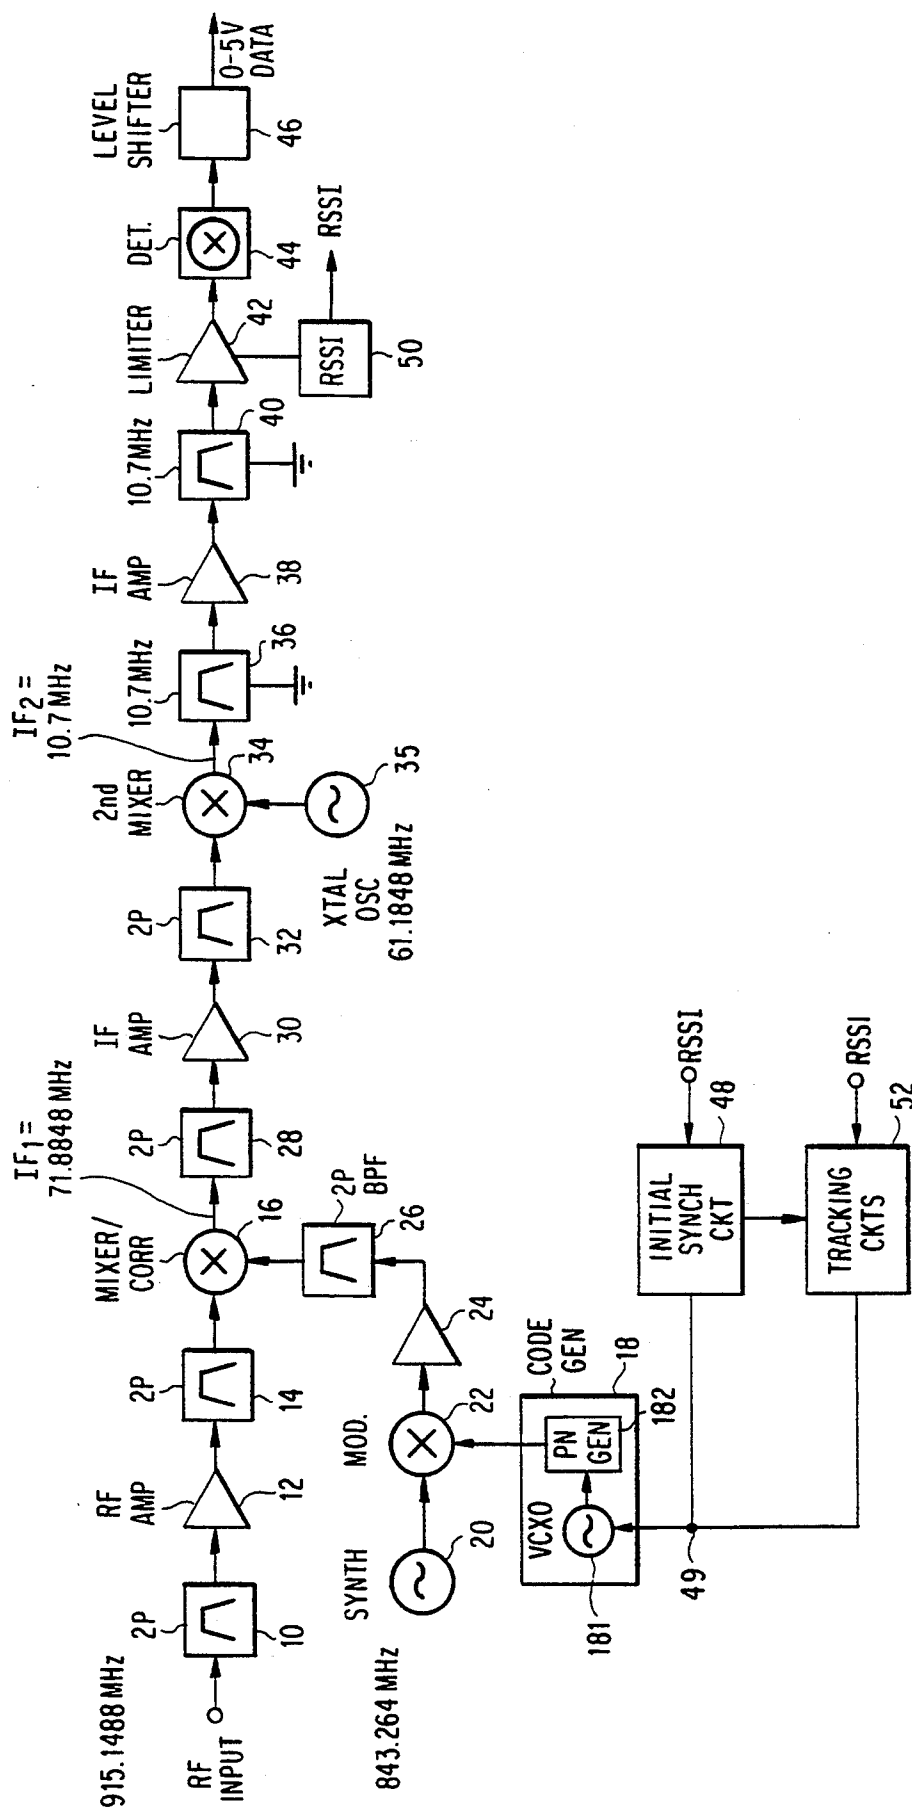 915.1488 MHz
RF
INPUT
2P
10
RF
AMP
12
2P
14
MIXER/
CORR
16
IF1 =
71.8848 MHz
2P
28
IF
AMP
30
2P
32
2nd
MIXER
34
IF2 =
10.7 MHz
XTAL
OSC
61.1848 MHz
35
10.7 MHz
36
IF
AMP
38
10.7 MHz
40
LIMITER
42
RSSI
50
RSSI
DET.
44
LEVEL
SHIFTER
46
0-5V
DATA
843.264 MHz
SYNTH
20
MOD.
22
24
2P
BPF
26
CODE
GEN
18
VCXO
181
PN
GEN
182
49
INITIAL
SYNCH
CKT
48
RSSI
TRACKING
CKTS
52
RSSI